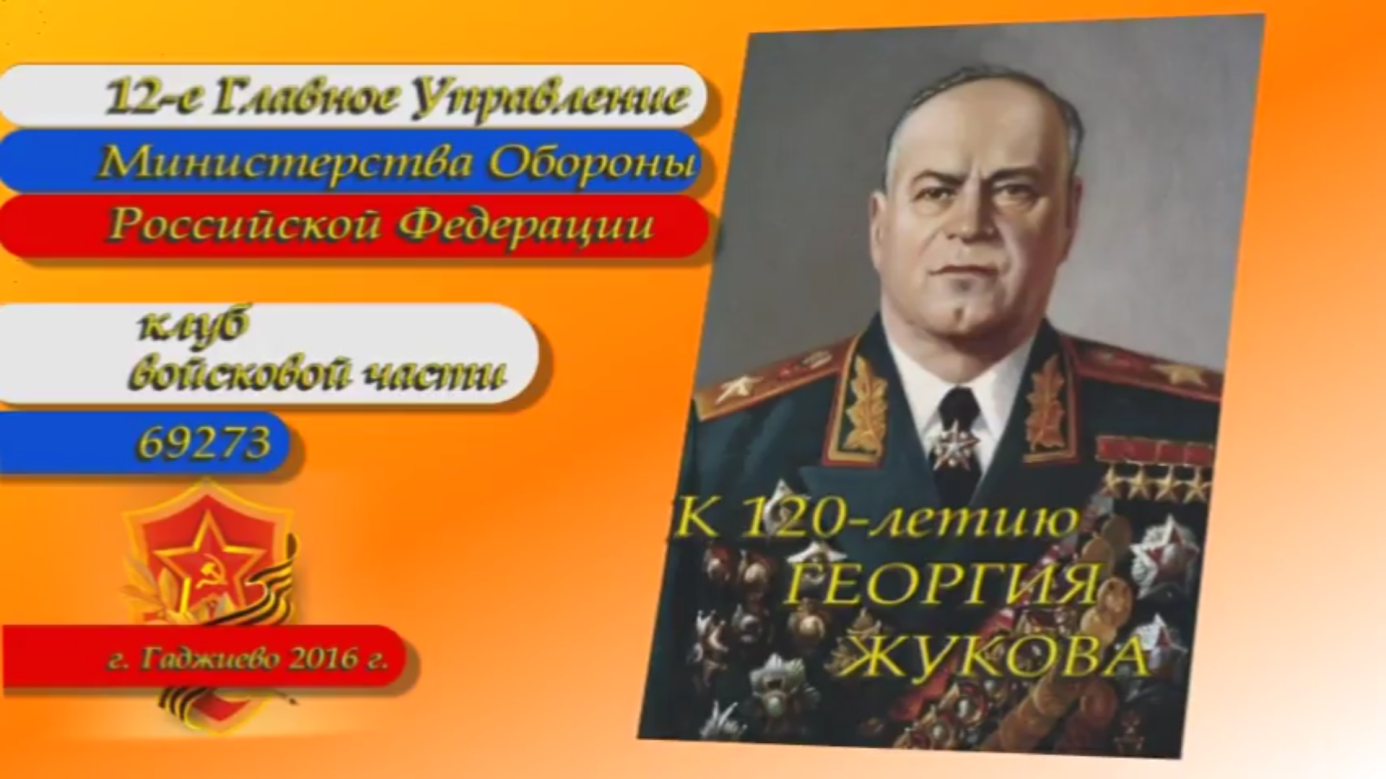 12-е Главное Управление
Министерства Обороны
Российской Федерации
клуб
войсковой части
69273
г. Гаджиево 2016 г.
К 120-летию
ГЕОРГИЯ
ЖУКОВА